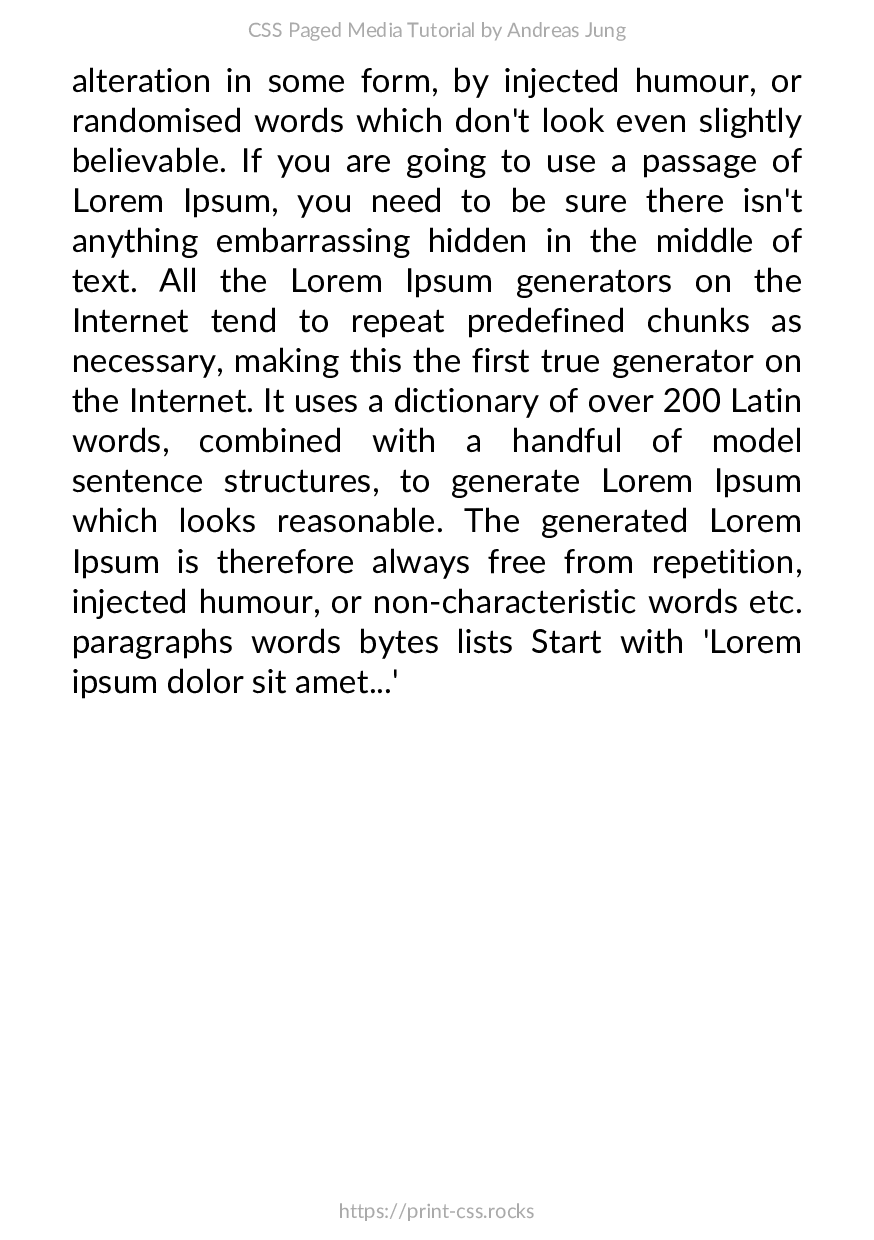 CSS Paged Media Tutorial by Andreas Jung
alteration in some form, by injected humour, or
randomised words which don't look even slightly
believable. If you are going to use a passage of
Lorem Ipsum, you need to be sure there isn't
anything embarrassing hidden in the middle of
text. All the Lorem Ipsum generators on the
Internet tend to repeat predefined chunks as
necessary, making this the first true generator on
the Internet. It uses a dictionary of over 200 Latin
words, combined with a handful of model
sentence structures, to generate Lorem Ipsum
which looks reasonable. The generated Lorem
Ipsum is therefore always free from repetition,
injected humour, or non-characteristic words etc.
paragraphs words bytes lists Start with 'Lorem
ipsum dolor sit amet...'
https://print-css.rocks